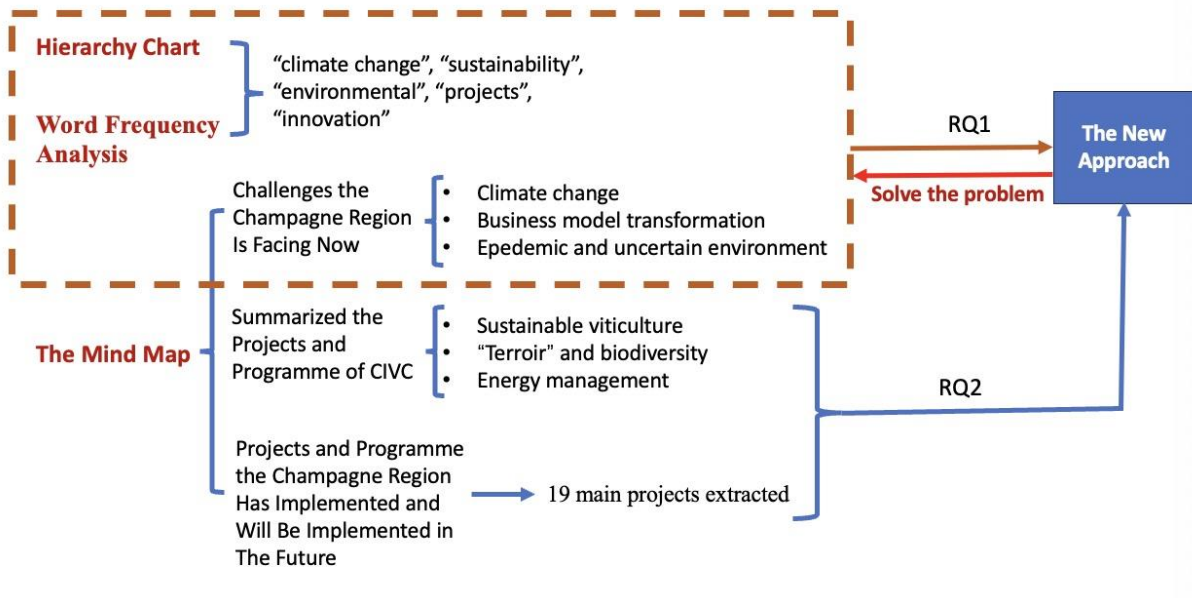 Hierarchy Chart
Word Frequency
Analysis
“climate change”, “sustainability”,
“environmental”, “projects”,
“innovation”
Challenges the
Champagne Region
Is Facing Now
• Climate change
• Business model transformation
• Epedemic and uncertain environment
RQ1
Solve the problem
The New
Approach
The Mind Map
Summarized the
Projects and
Programme of CIVC
• Sustainable viticulture
• “Terroir” and biodiversity
• Energy management
RQ2
Projects and Programme
the Champagne Region
Has Implemented and
Will Be Implemented in
The Future
19 main projects extracted